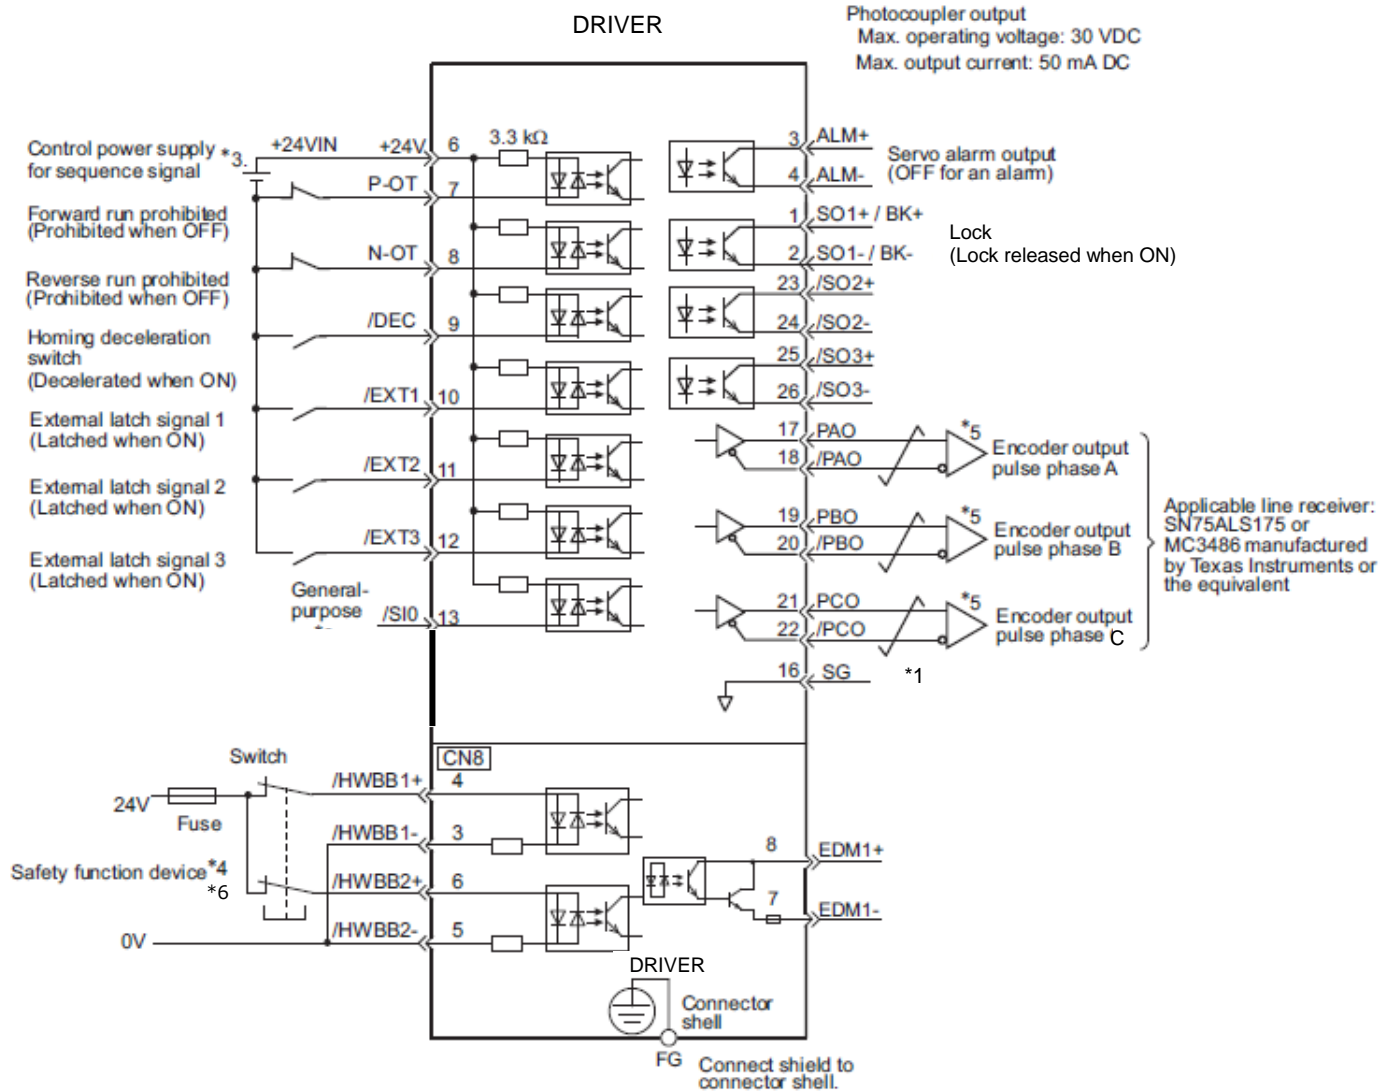 DRIVER
Photocoupler output
Max. operating voltage: 30 VDC
Max. output current: 50 mA DC
Control power supply *3.
for sequence signal
+24VIN
+24V
6
3.3 kΩ
P-OT
7
Forward run prohibited
(Prohibited when OFF)
N-OT
8
Reverse run prohibited
(Prohibited when OFF)
/DEC
9
Homing deceleration
switch
(Decelerated when ON)
/EXT1
10
External latch signal 1
(Latched when ON)
/EXT2
11
External latch signal 2
(Latched when ON)
/EXT3
12
External latch signal 3
(Latched when ON)
General-
purpose
/SI0
13
3
ALM+
4
ALM-
Servo alarm output
(OFF for an alarm)
1
SO1+ / BK+
2
SO1- / BK-
Lock
(Lock released when ON)
23
/SO2+
24
/SO2-
25
/SO3+
26
/SO3-
17
PAO
18
/PAO
*5
Encoder output
pulse phase A
19
PBO
20
/PBO
*5
Encoder output
pulse phase B
21
PCO
22
/PCO
*5
Encoder output
pulse phase C
Applicable line receiver:
SN75ALS175 or
MC3486 manufactured
by Texas Instruments or
the equivalent
16
SG
*1
CN8
Switch
24V
Fuse
/HWBB1+
4
/HWBB1-
3
Safety function device*4
*6
/HWBB2+
6
/HWBB2-
5
0V
8
EDM1+
7
EDM1-
DRIVER
Connector
shell
FG
Connect shield to
connector shell.